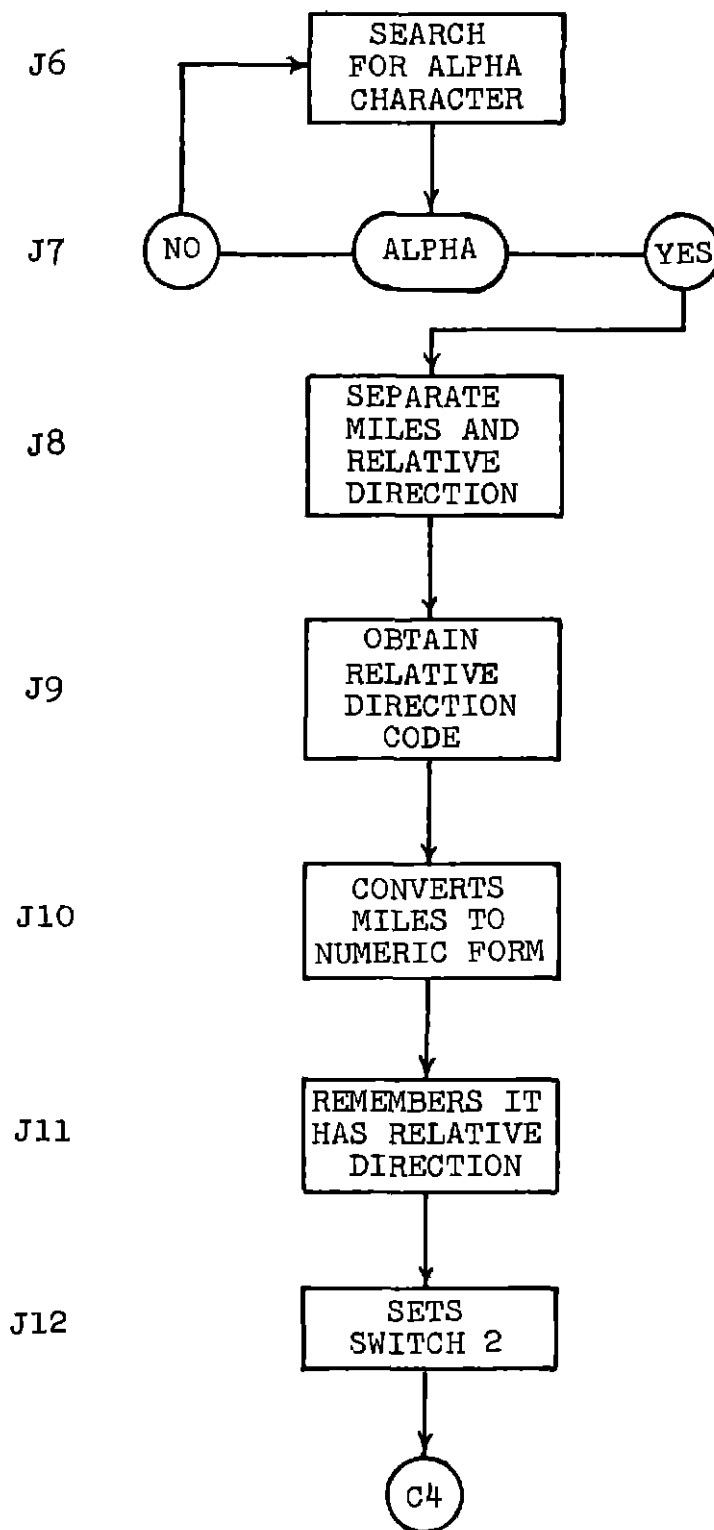 J6
SEARCH
FOR ALPHA
CHARACTER
J7
NO
ALPHA
YES
J8
SEPARATE
MILES AND
RELATIVE
DIRECTION
J9
OBTAIN
RELATIVE
DIRECTION
CODE
J10
CONVERTS
MILES TO
NUMERIC FORM
J11
REMEMBERS IT
HAS RELATIVE
DIRECTION
J12
SETS
SWITCH 2
C4